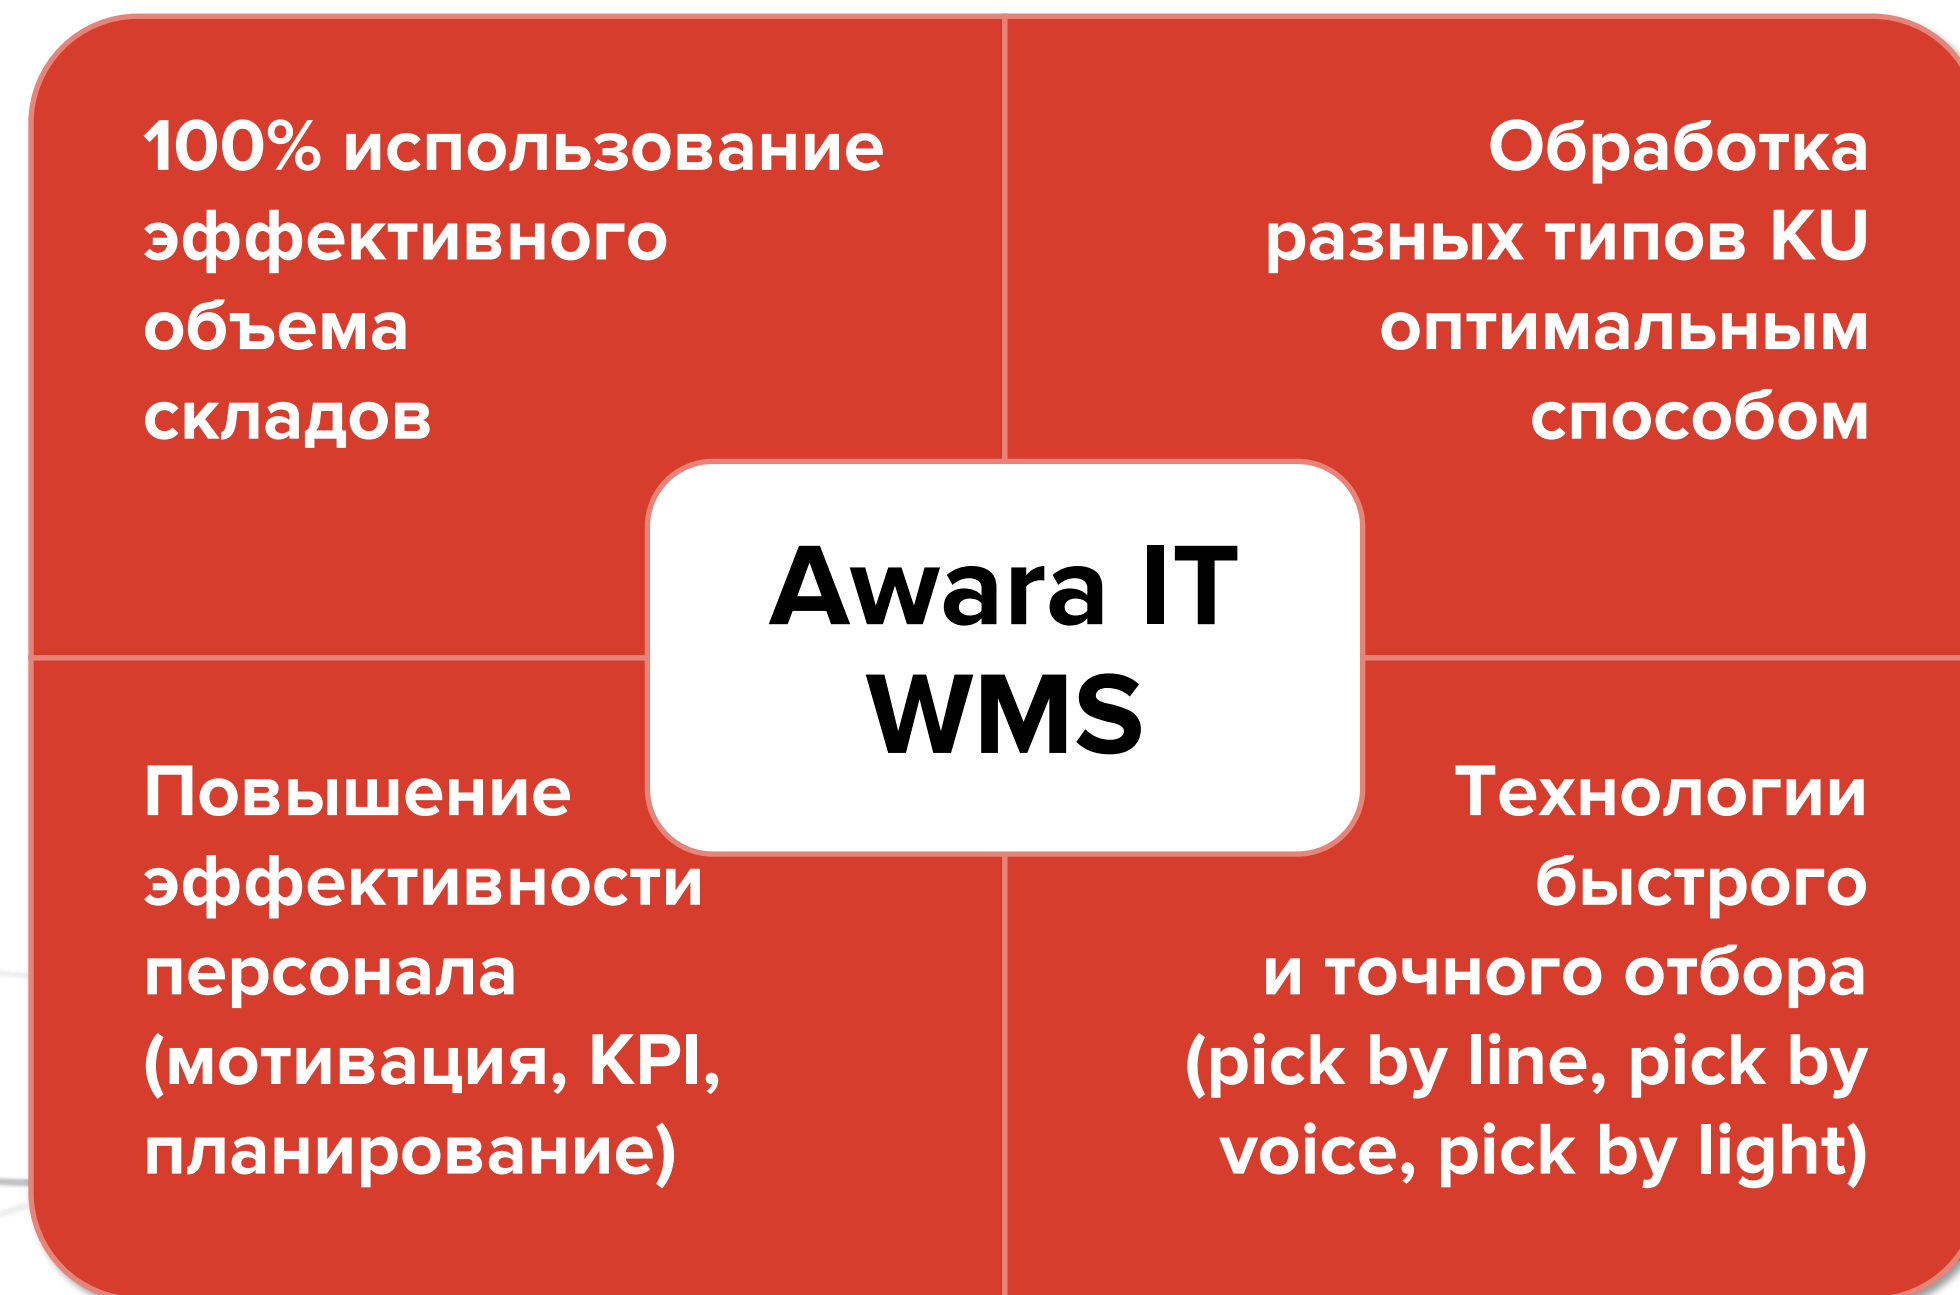 100% использование
эффективного
объема
складов
Обработка
разных типов KU
оптимальным
способом
Awara IT
WMS
Повышение
эффективности
персонала
(мотивация, KPI,
планирование)
Технологии
быстрого
и точного отбора
(pick by line, pick by
voice, pick by light)